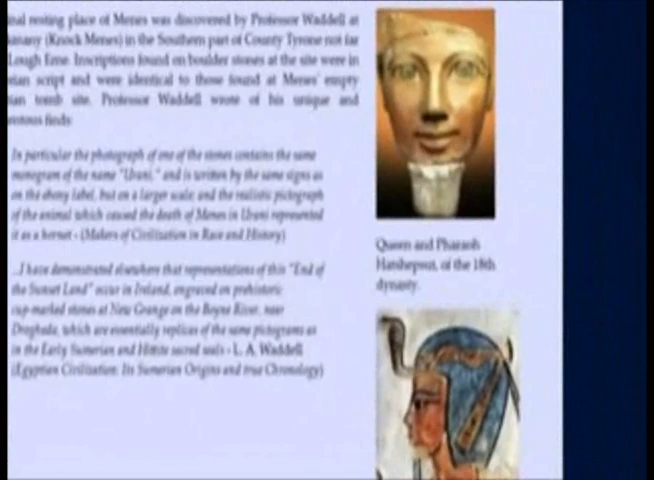 nal resting place of Menes was discovered by Professor Waddell at
anany (Knock Menes) in the Southern part of County Tyrone not far
Lough Erne. Inscriptions found on boulder stones at the site were in
rian script and were identical to those found at Menes' empty
ian tomb site. Professor Waddell wrote of his unique and
entous finds:
In particular the photograph of one of the stones contains the same
monogram of the name "Urani," and is written by the same signs as
on the ebony label, but on a larger scale; and the realistic pictograph
of the animal which caused the death of Menes in Urani represented
it as a hornet - (Makers of Civilization in Race and History)
...I have demonstrated elsewhere that representations of this "End of
the Sunset Land" occur in Ireland, engraved on prehistoric
cup-marked stones at New Grange on the Boyne River, near
Drogheda, which are essentially replicas of the same pictograms as
in the Early Sumerian and Hittite sacred seals - L. A. Waddell
(Egyptian Civilization: Its Sumerian Origins and true Chronology)
Queen and Pharaoh
Hatshepsut, of the 18th
dynasty.